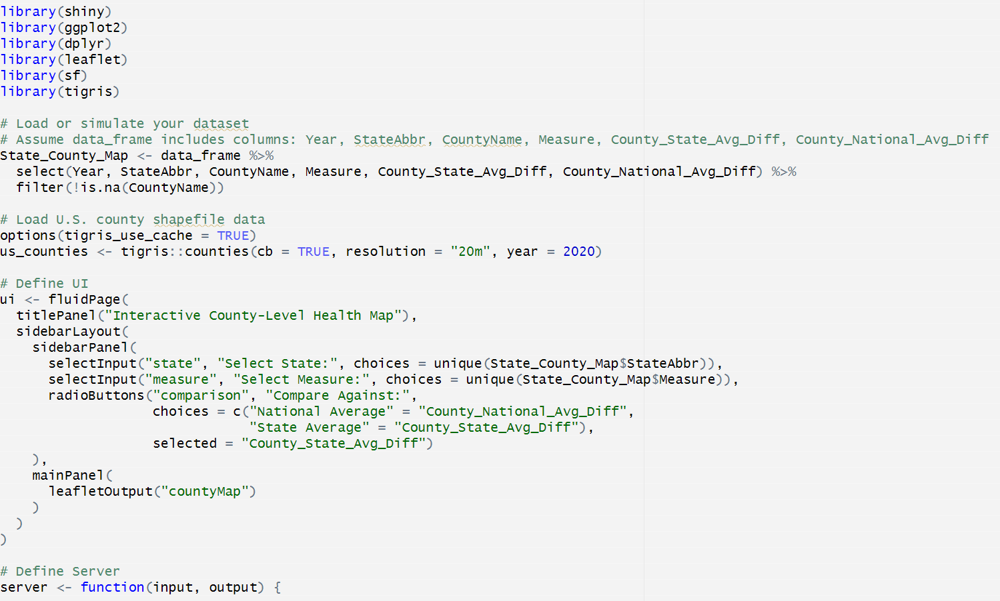 library(shiny)
library(ggplot2)
library(dplyr)
library(leaflet)
library(sf)
library(tigris)

# Load or simulate your dataset
# Assume data_frame includes columns: Year, StateAbbr, CountyName, Measure, County_State_Avg_Diff, County_National_Avg_Diff
State_County_Map <- data_frame %>%
  select(Year, StateAbbr, CountyName, Measure, County_State_Avg_Diff, County_National_Avg_Diff) %>%
  filter(!is.na(CountyName))

# Load U.S. county shapefile data
options(tigris_use_cache = TRUE)
us_counties <- tigris::counties(cb = TRUE, resolution = "20m", year = 2020)

# Define UI
ui <- fluidPage(
  titlePanel("Interactive County-Level Health Map"),
  sidebarLayout(
    sidebarPanel(
      selectInput("state", "Select State:", choices = unique(State_County_Map$StateAbbr)),
      selectInput("measure", "Select Measure:", choices = unique(State_County_Map$Measure)),
      radioButtons("comparison", "Compare Against:",
                   choices = c("National Average" = "County_National_Avg_Diff",
                               "State Average" = "County_State_Avg_Diff"),
                   selected = "County_State_Avg_Diff")
    ),
    mainPanel(
      leafletOutput("countyMap")
    )
  )
)

# Define Server
server <- function(input, output) {